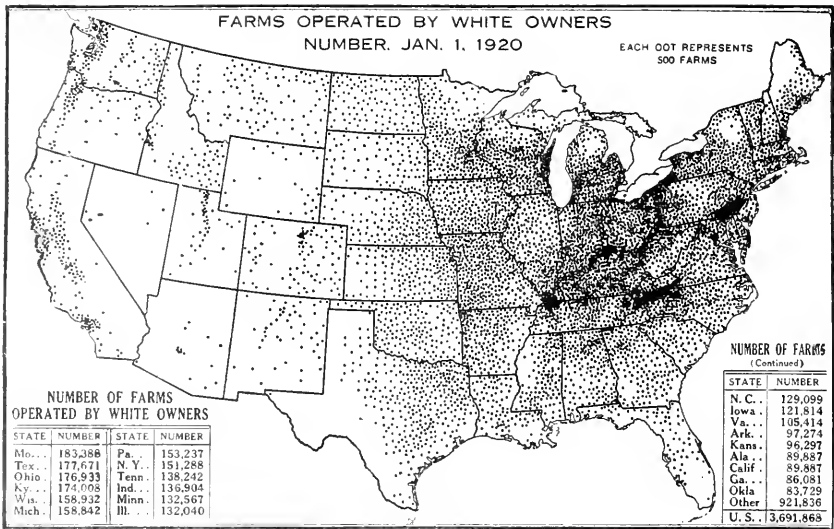 FARMS OPERATED BY WHITE OWNERS
NUMBER. JAN. 1, 1920
EACH DOT REPRESENTS
500 FARMS
NUMBER OF FARMS
OPERATED BY WHITE OWNERS
STATE NUMBER STATE NUMBER
Mo... 183,388 Pa.. 153,237
Tex.. 177,671 N. Y.. 151,288
Ohio. 176,933 Tenn. 138,242
Ky... 174,008 Ind... 136,904
Wis.. 158,932 Minn. 132,567
Mich. 158,842 Ill... 132,040
NUMBER OF FARMS
(Continued)
STATE NUMBER
N. C. 129,099
Iowa. 121,814
Va... 105,414
Ark.. 97,274
Kans. 96,297
Ala.. 89,887
Calif. 89,887
Ga... 86,081
Okla 83,729
Other 921,836
U. S.. 3,691,868